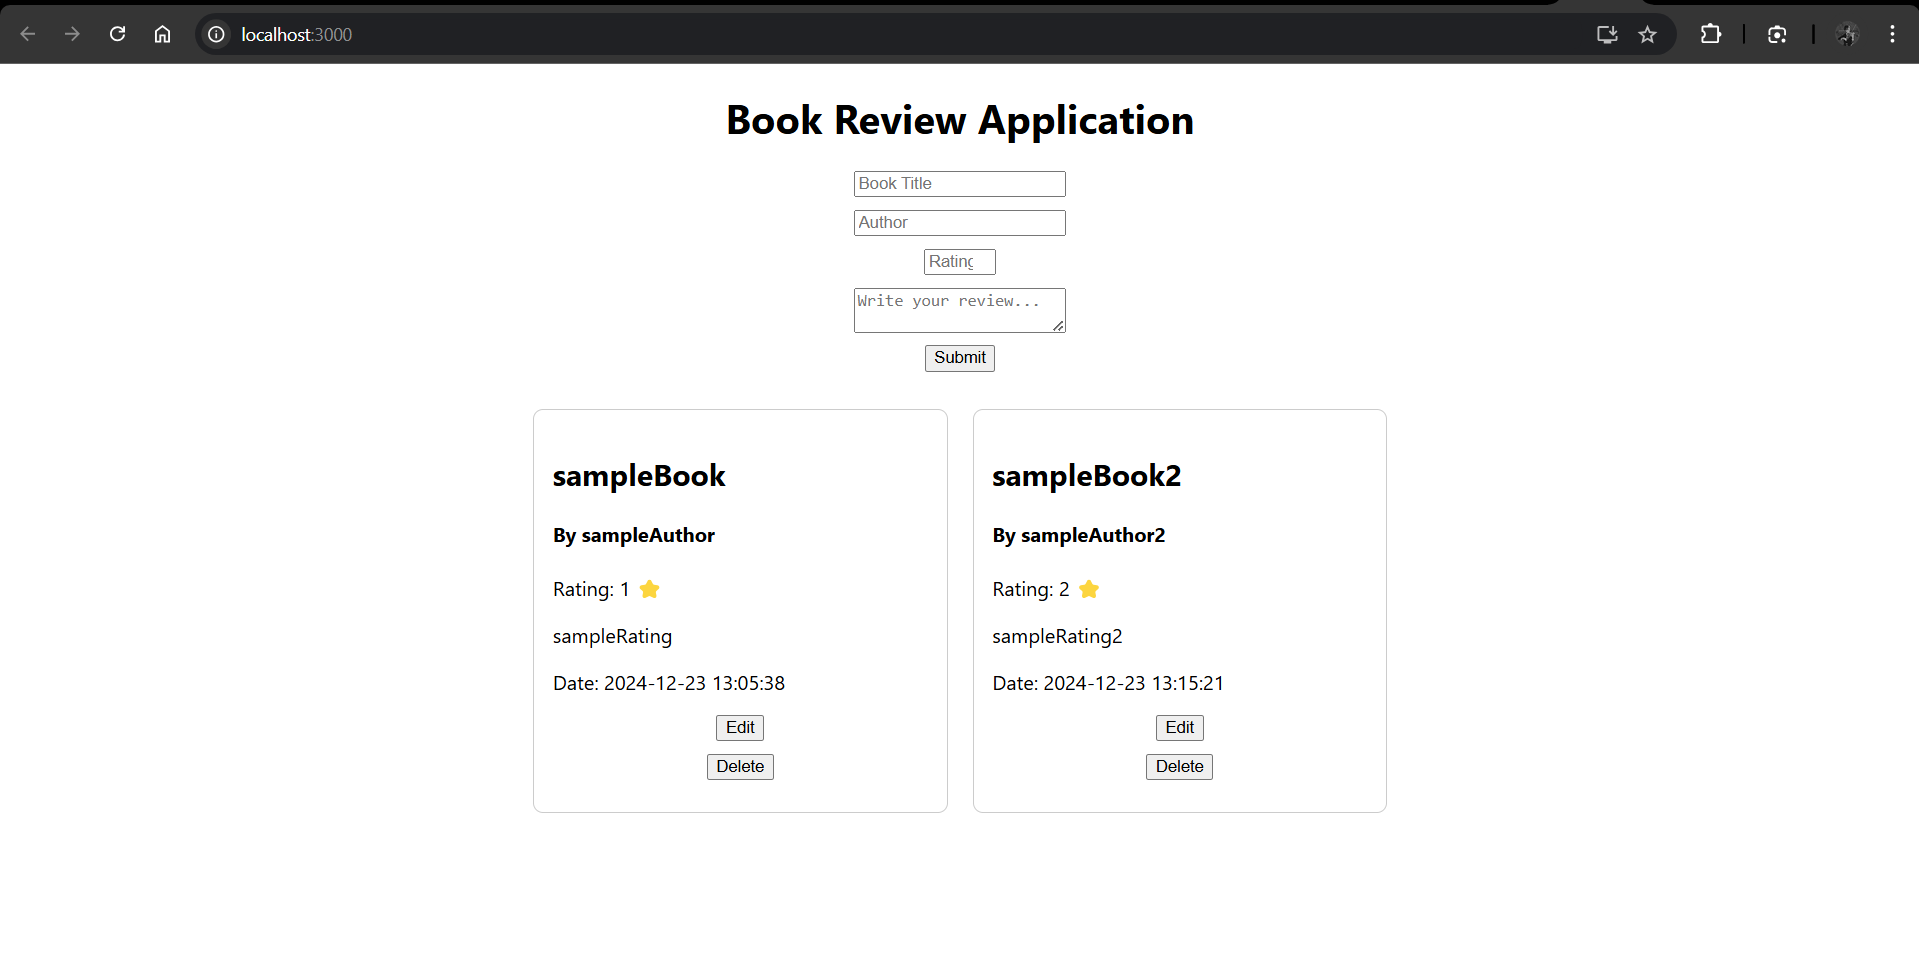 localhost:3000
Book Review Application
Book Title
Author
Rating
Write your review...
Submit
sampleBook
By sampleAuthor
Rating: 1 ⭐
sampleRating
Date: 2024-12-23 13:05:38
Edit
Delete
sampleBook2
By sampleAuthor2
Rating: 2 ⭐
sampleRating2
Date: 2024-12-23 13:15:21
Edit
Delete